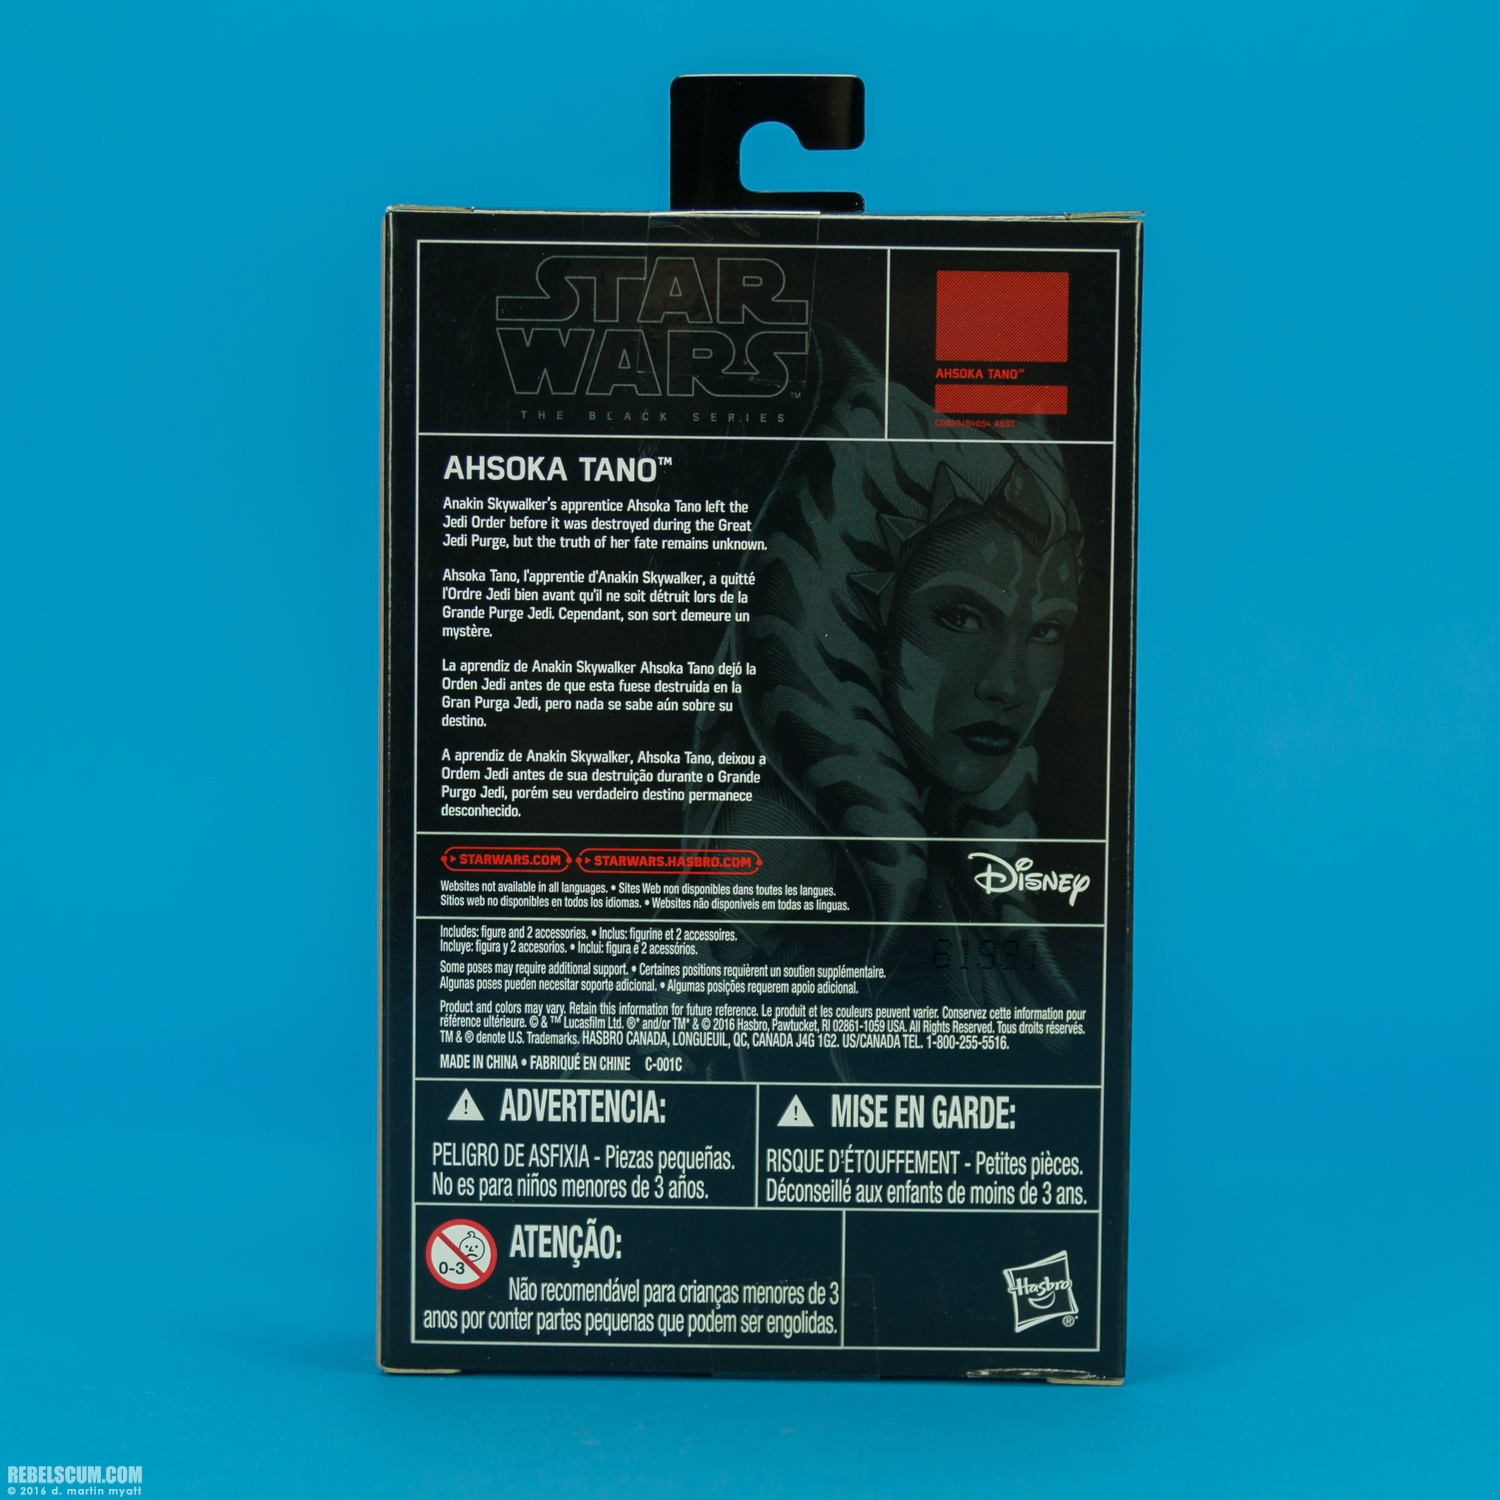 STAR
WARS™
THE BLACK SERIES
AHSOKA TANO™
ASST.
AHSOKA TANO™
Anakin Skywalker's apprentice Ahsoka Tano left the
Jedi Order before it was destroyed during the Great
Jedi Purge, but the truth of her fate remains unknown.
Ahsoka Tano, l'apprentie d'Anakin Skywalker, a quitté
l'Ordre Jedi bien avant qu'il ne soit détruit lors de la
Grande Purge Jedi. Cependant, son sort demeure un
mystère.
La aprendiz de Anakin Skywalker Ahsoka Tano dejó la
Orden Jedi antes de que esta fuese destruida en la
Gran Purga Jedi, pero nada se sabe aún sobre su
destino.
A aprendiz de Anakin Skywalker, Ahsoka Tano, deixou a
Ordem Jedi antes de sua destruição durante o Grande
Purgo Jedi, porém seu verdadeiro destino permanece
desconhecido.
STARWARS.COM STARWARS.HASBRO.COM
Disney
Websites not available in all languages. • Sites Web non disponibles dans toutes les langues.
Sitios web no disponibles en todos los idiomas. • Websites não disponíveis em todas as línguas.
Includes: figure and 2 accessories. • Inclus: figurine et 2 accessoires.
Incluye: figura y 2 accesorios. • Inclui: figura e 2 acessórios.
61931
Some poses may require additional support. • Certaines positions requièrent un soutien supplémentaire.
Algunas poses pueden necesitar soporte adicional. • Algumas posições requerem apoio adicional.
Product and colors may vary. Retain this information for future reference. Le produit et les couleurs peuvent varier. Conservez cette information pour
référence ultérieure. © & ™ Lucasfilm Ltd. ®* and/or TM* & © 2016 Hasbro, Pawtucket, RI 02861-1059 USA. All Rights Reserved. Tous droits réservés.
TM & ® denote U.S. Trademarks. HASBRO CANADA, LONGUEUIL, QC, CANADA J4G 1G2. US/CANADA TEL. 1-800-255-5516.
MADE IN CHINA • FABRIQUÉ EN CHINE C-001C
ADVERTENCIA:
PELIGRO DE ASFIXIA - Piezas pequeñas.
No es para niños menores de 3 años.
MISE EN GARDE:
RISQUE D'ÉTOUFFEMENT - Petites pièces.
Déconseillé aux enfants de moins de 3 ans.
0-3
ATENÇÃO:
Não recomendável para crianças menores de 3
anos por conter partes pequenas que podem ser engolidas.
Hasbro®
REBELSCUM.COM
© 2016 d. martin myatt